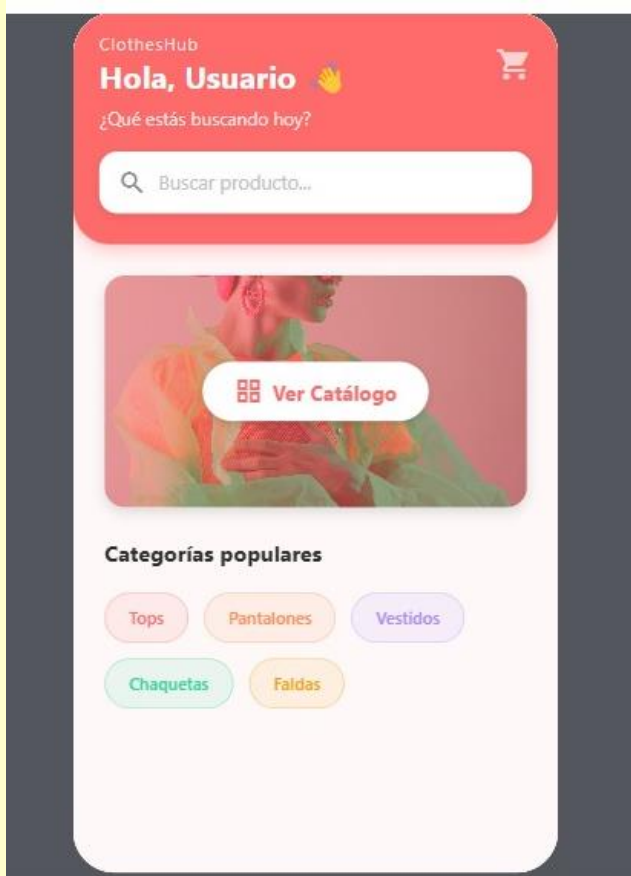 ClothesHub
Hola, Usuario 👋
¿Qué estás buscando hoy?
Buscar producto...
Ver Catálogo
Categorías populares
Tops Pantalones Vestidos
Chaquetas Faldas